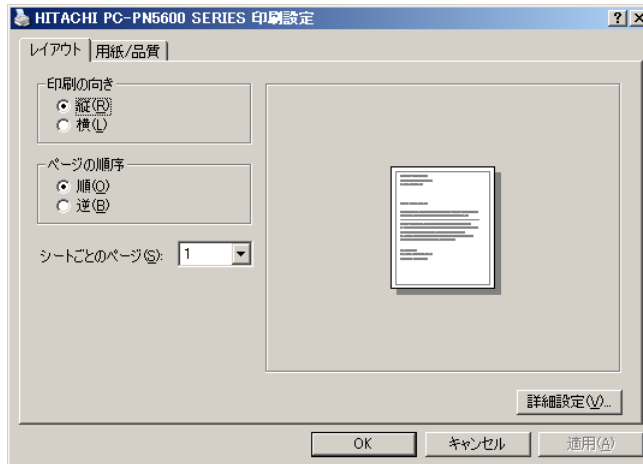 HITACHI PC-PN5600 SERIES 印刷設定
レイアウト 用紙/品質
印刷の向き
縦(R)
横(L)
ページの順序
順(O)
逆(B)
シートごとのページ(S): 1
詳細設定(V)...
OK キャンセル 適用(A)